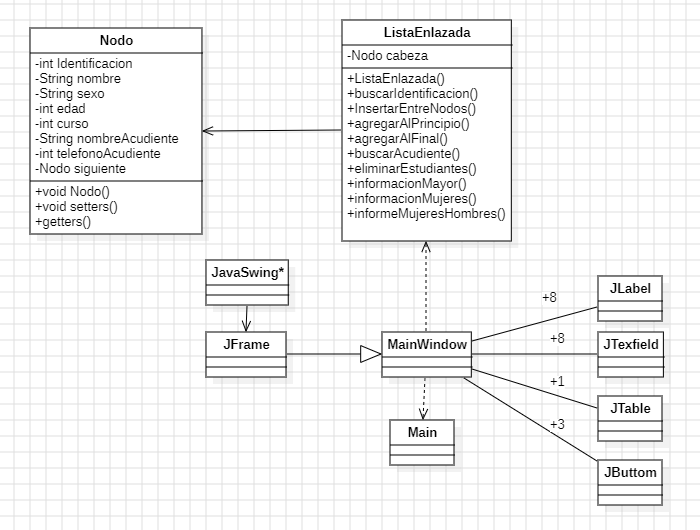 Nodo
-int Identificacion
-String nombre
-String sexo
-int edad
-int curso
-String nombreAcudiente
-int telefonoAcudiente
-Nodo siguiente
+void Nodo()
+void setters()
+getters()
ListaEnlazada
-Nodo cabeza
+ListaEnlazada()
+buscarIdentificacion()
+InsertarEntreNodos()
+agregarAlPrincipio()
+agregarAlFinal()
+buscarAcudiente()
+eliminarEstudiantes()
+informacionMayor()
+informacionMujeres()
+informeMujeresHombres()
JavaSwing*
JFrame
MainWindow
Main
+8
JLabel
+8
JTexfield
+1
JTable
+3
JButtom